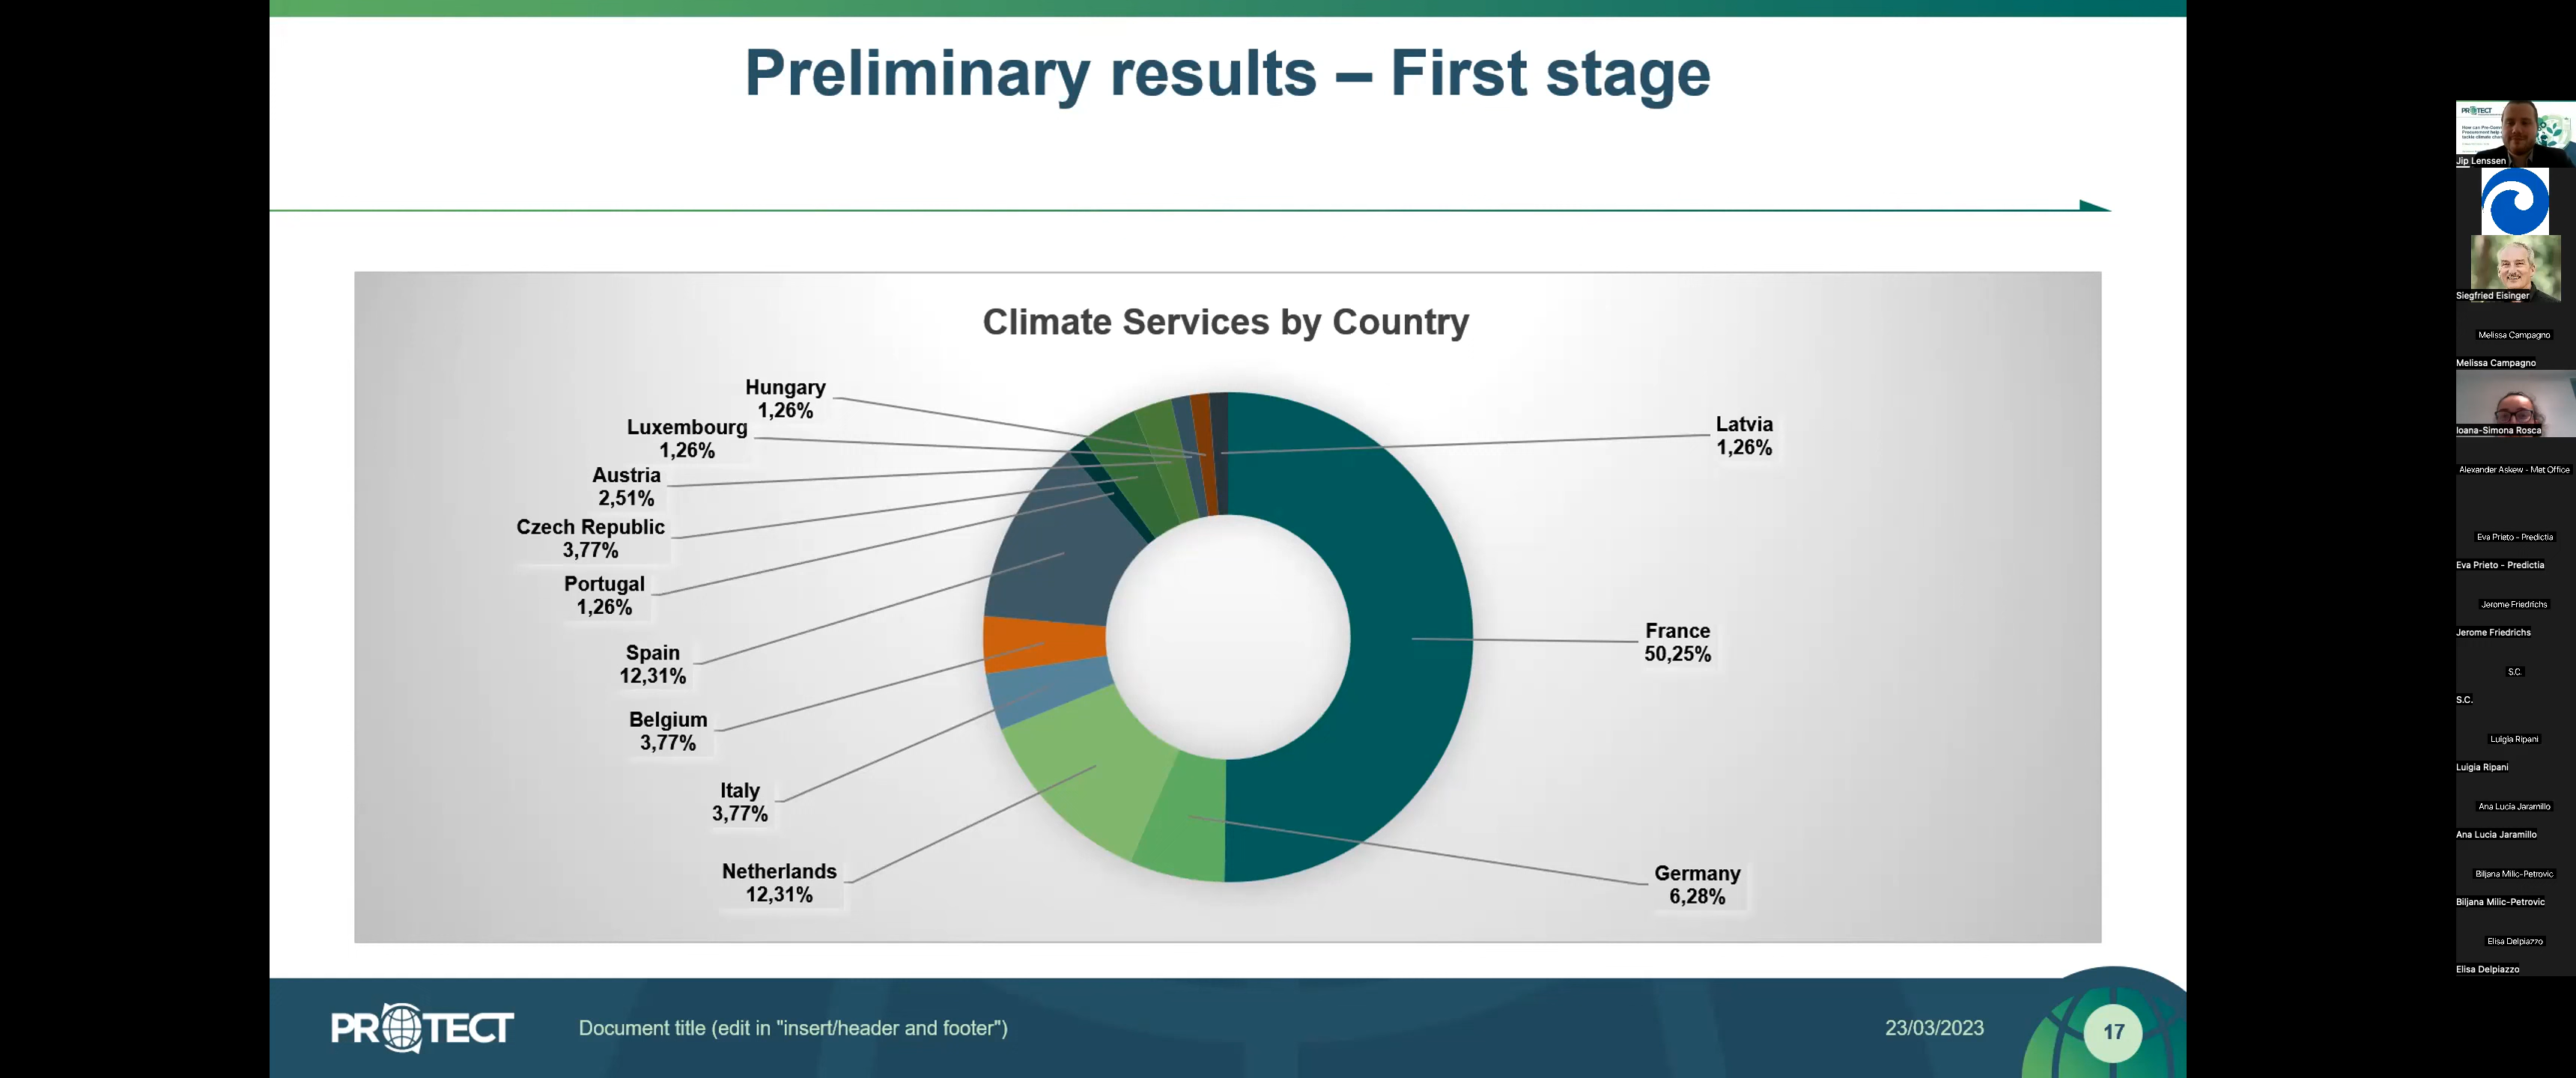 Preliminary results – First stage
Climate Services by Country
Hungary
1,26%
Luxembourg
1,26%
Austria
2,51%
Czech Republic
3,77%
Portugal
1,26%
Spain
12,31%
Belgium
3,77%
Italy
3,77%
Netherlands
12,31%
Latvia
1,26%
France
50,25%
Germany
6,28%
PROTECT
Document title (edit in "insert/header and footer")
23/03/2023
17
PROTECT
Jip Lenssen
Siegfried Eisinger
Melissa Campagno
Melissa Campagno
Ioana-Simona Rosca
Alexander Askew - Met Office
Eva Prieto - Predictia
Eva Prieto - Predictia
Jerome Friedrichs
Jerome Friedrichs
S.C.
S.C.
Luigia Ripani
Luigia Ripani
Ana Lucia Jaramillo
Ana Lucia Jaramillo
Biljana Milic-Petrovic
Biljana Milic-Petrovic
Elisa Delpiazzo
Elisa Delpiazzo